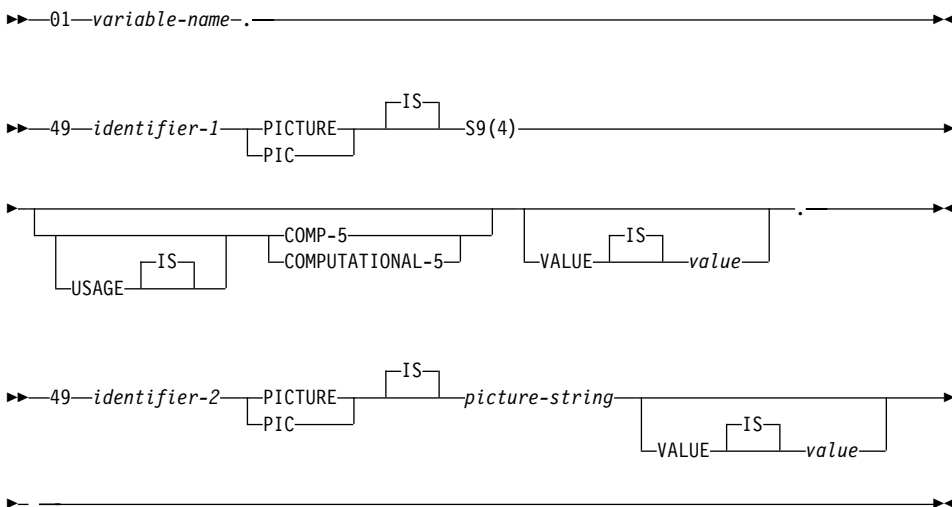 01 variable-name .
IS
49 identifier-1 PICTURE S9(4)
PIC
COMP-5 IS .
IS COMPUTATIONAL-5 VALUE value
USAGE
IS
49 identifier-2 PICTURE picture-string
PIC IS
VALUE value
.